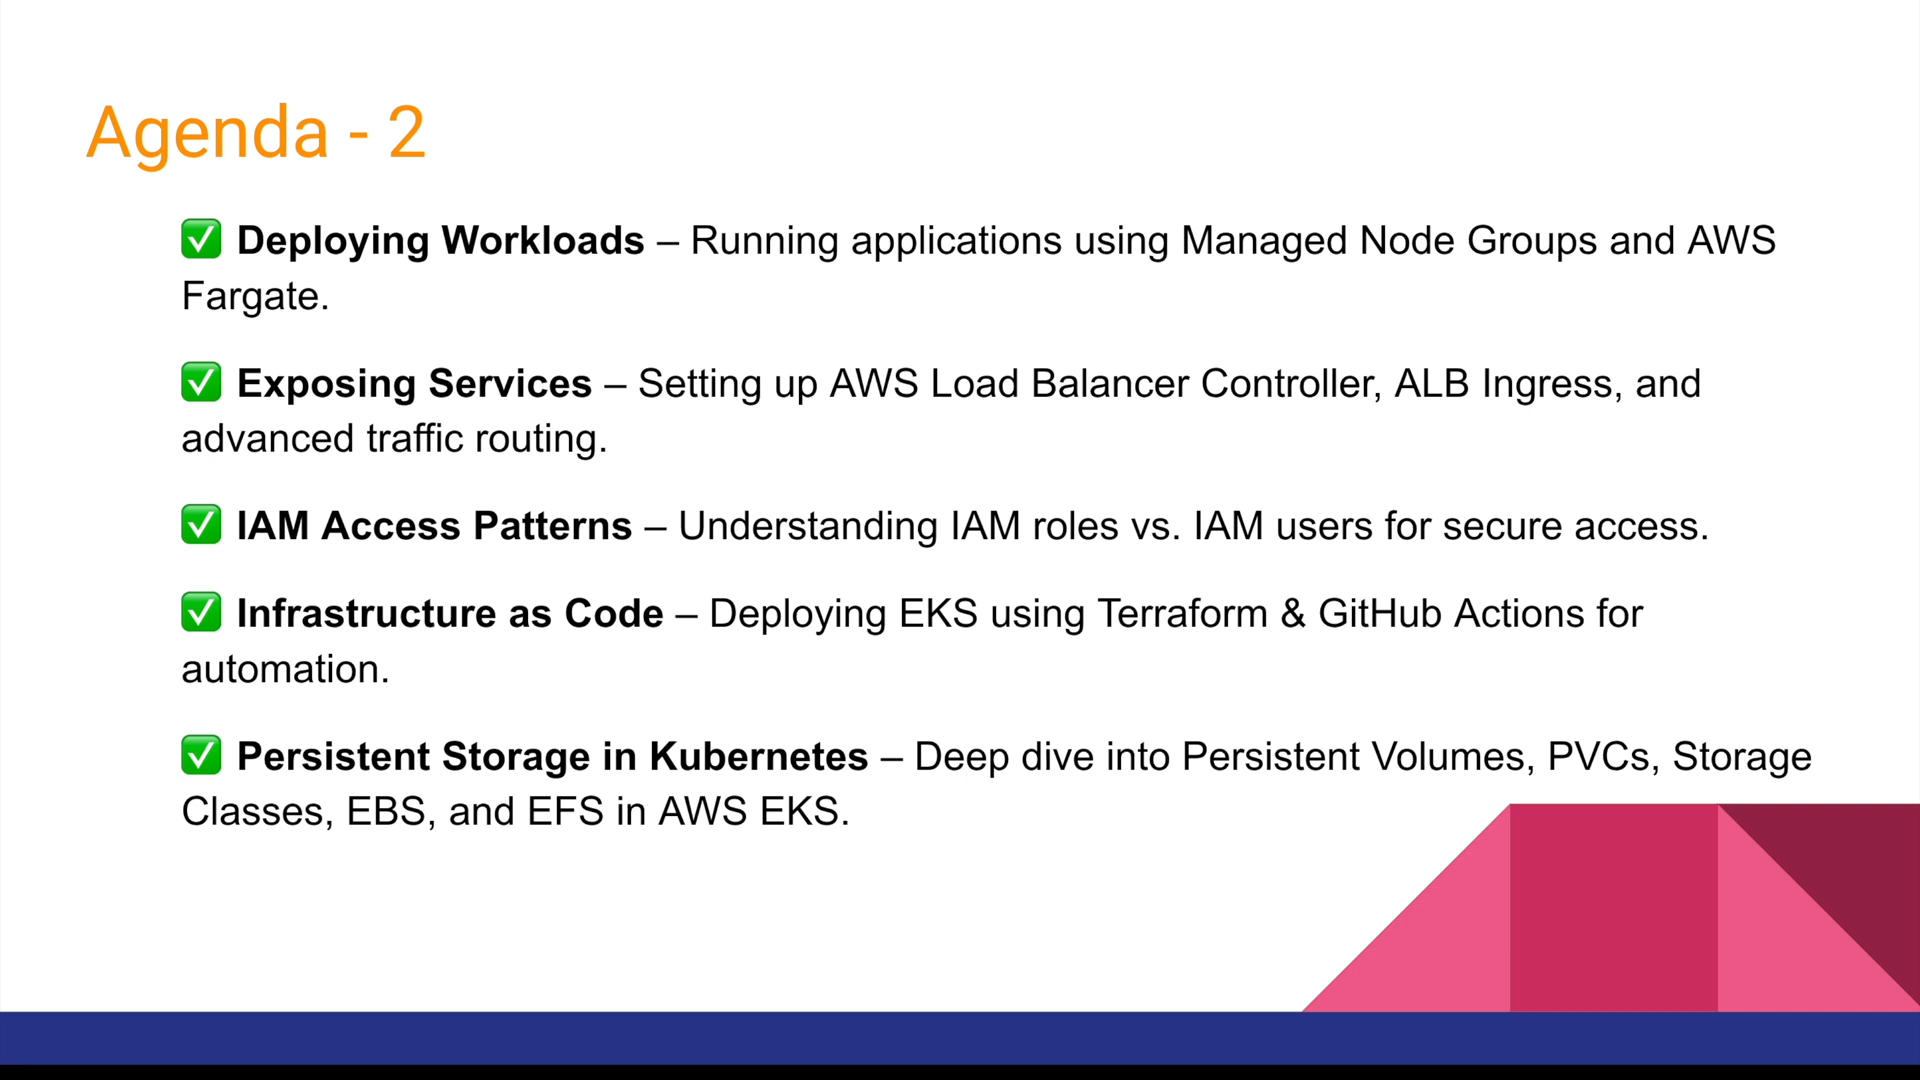 Agenda - 2
✅ Deploying Workloads – Running applications using Managed Node Groups and AWS
Fargate.
✅ Exposing Services – Setting up AWS Load Balancer Controller, ALB Ingress, and
advanced traffic routing.
✅ IAM Access Patterns – Understanding IAM roles vs. IAM users for secure access.
✅ Infrastructure as Code – Deploying EKS using Terraform & GitHub Actions for
automation.
✅ Persistent Storage in Kubernetes – Deep dive into Persistent Volumes, PVCs, Storage
Classes, EBS, and EFS in AWS EKS.